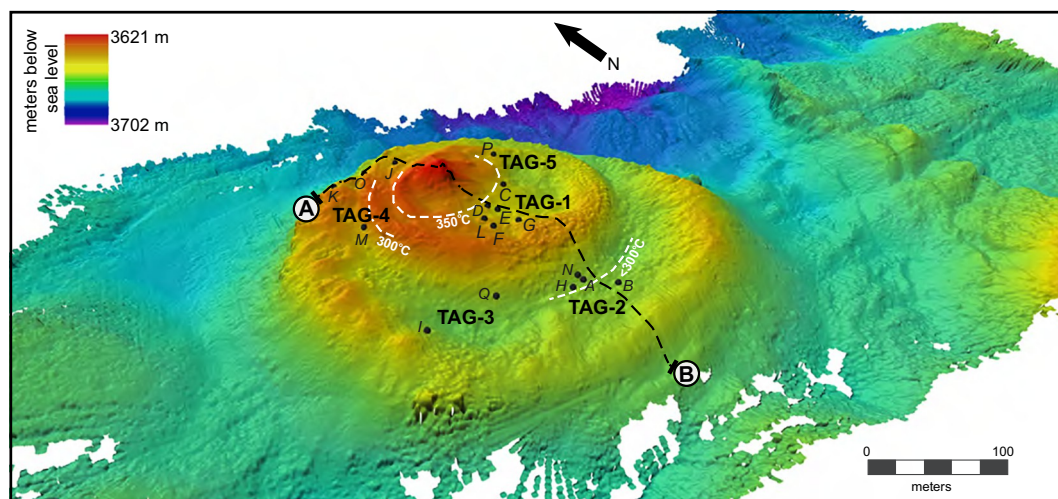 meters below
sea level
3621 m
3702 m
N
P
TAG-5
J
O
K
A
C
TAG-4
350°C
D
E
TAG-1
G
L
F
M
300°C
<300°C
N
H
A
B
Q
TAG-2
TAG-3
I
B
0
100
meters